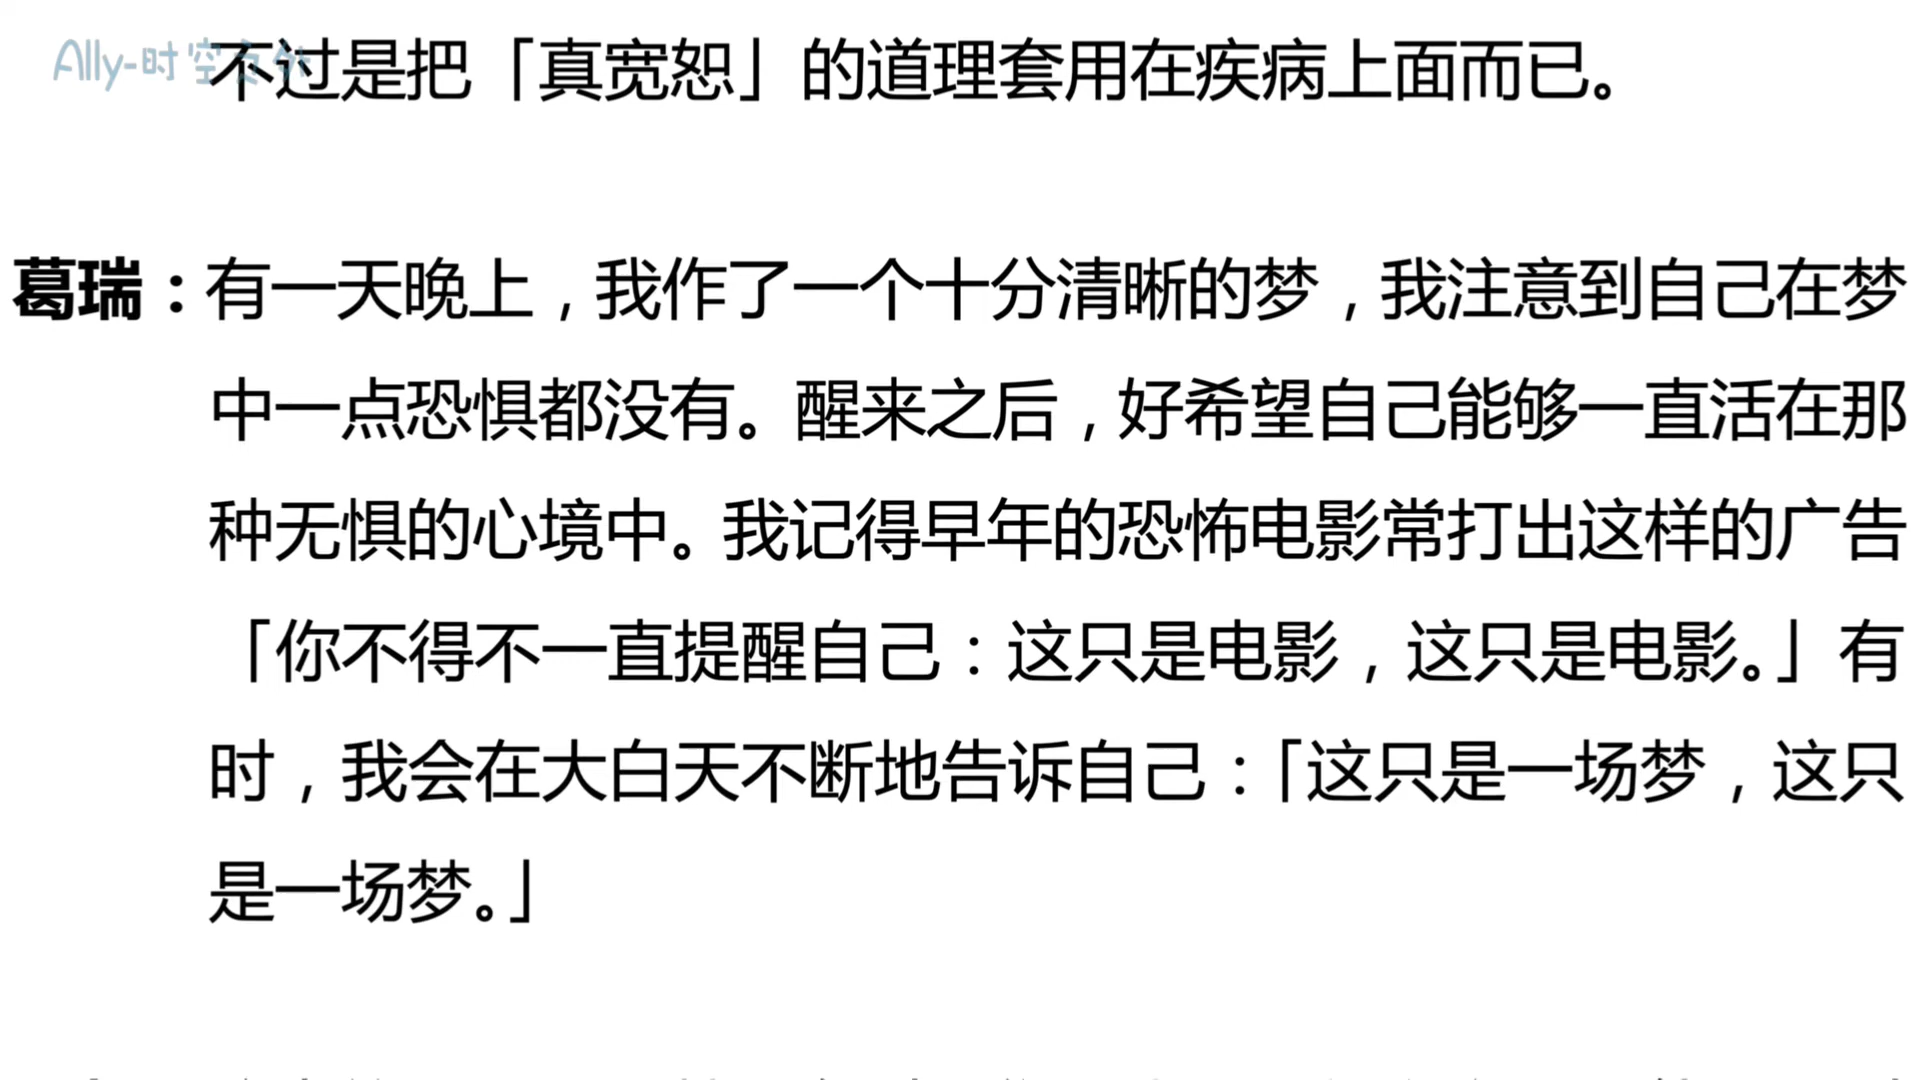 Ally-时空之外
不过是把「真宽恕」的道理套用在疾病上面而已。
葛瑞：有一天晚上，我作了一个十分清晰的梦，我注意到自己在梦
中一点恐惧都没有。醒来之后，好希望自己能够一直活在那
种无惧的心境中。我记得早年的恐怖电影常打出这样的广告
「你不得不一直提醒自己：这只是电影，这只是电影。」有
时，我会在大白天不断地告诉自己：「这只是一场梦，这只
是一场梦。」